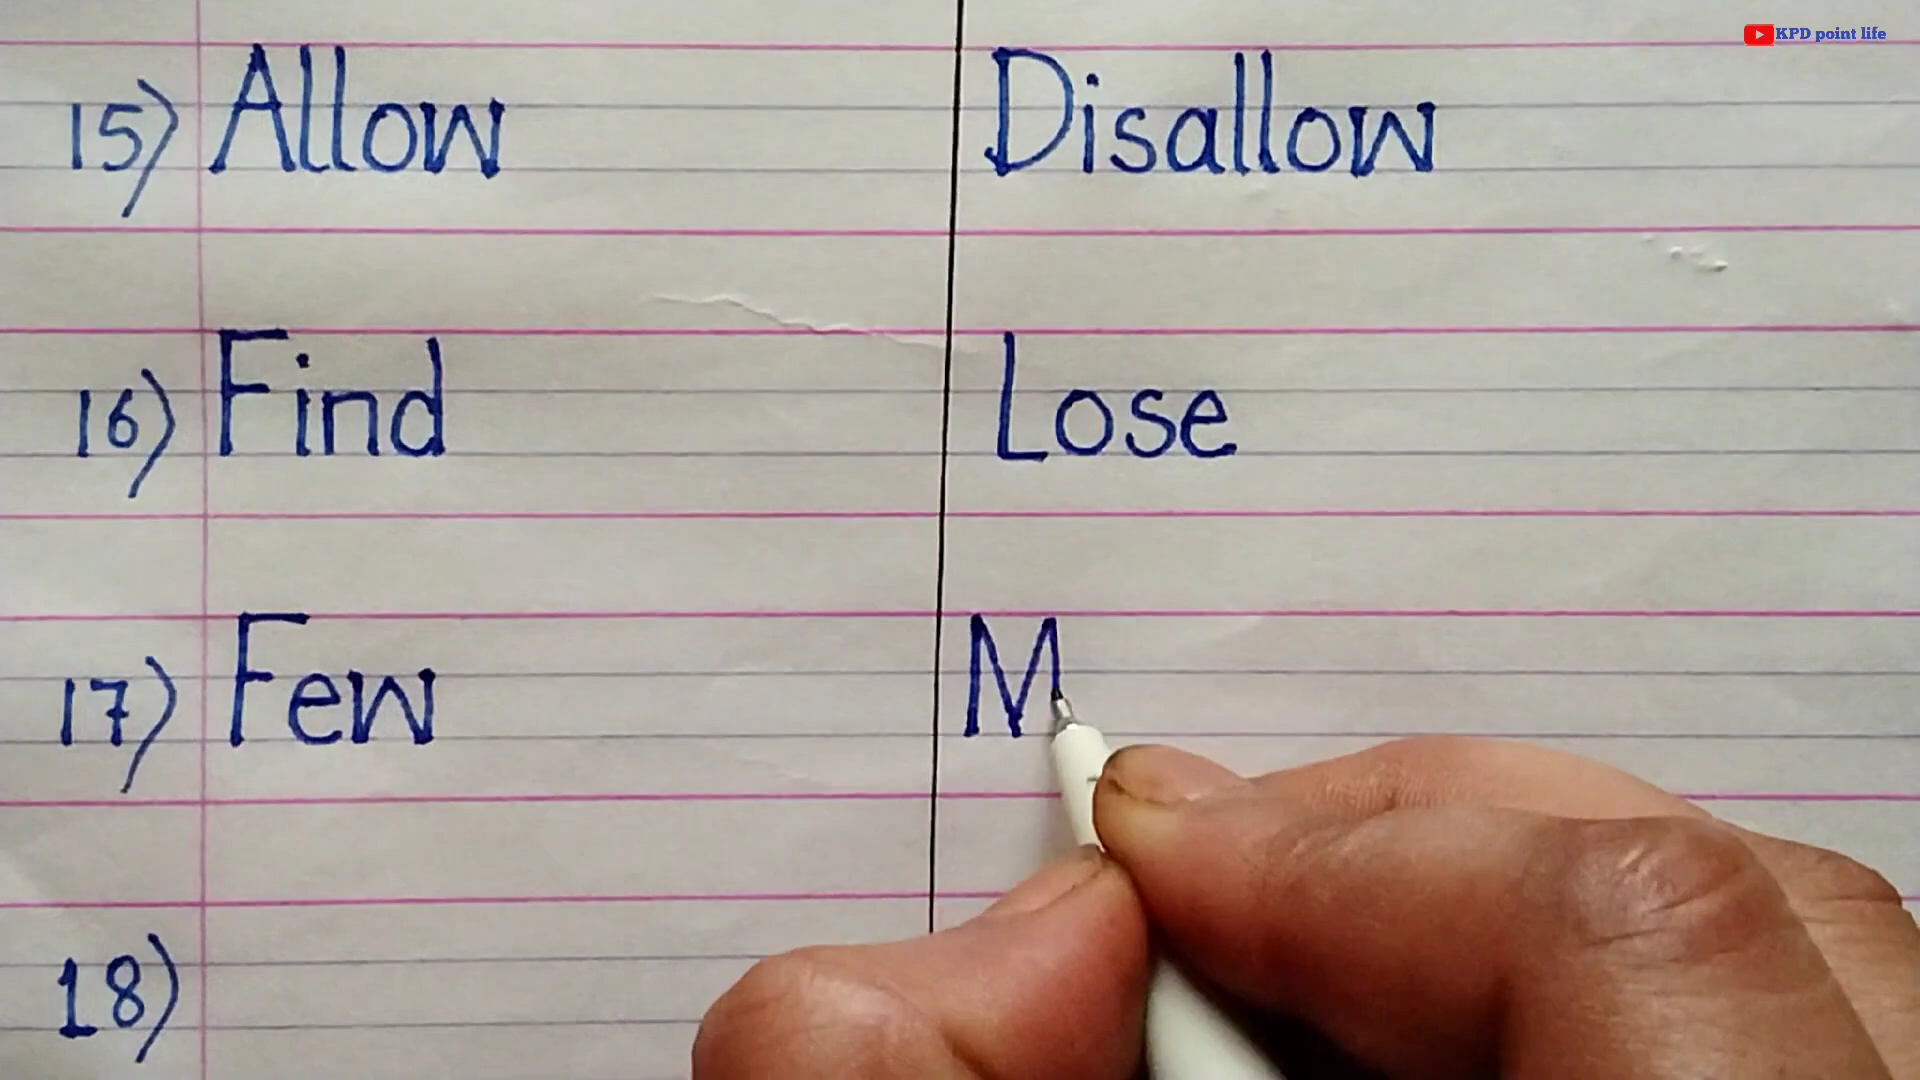 KPD point life
15) Allow Disallow
16) Find Lose
17) Few M
18)